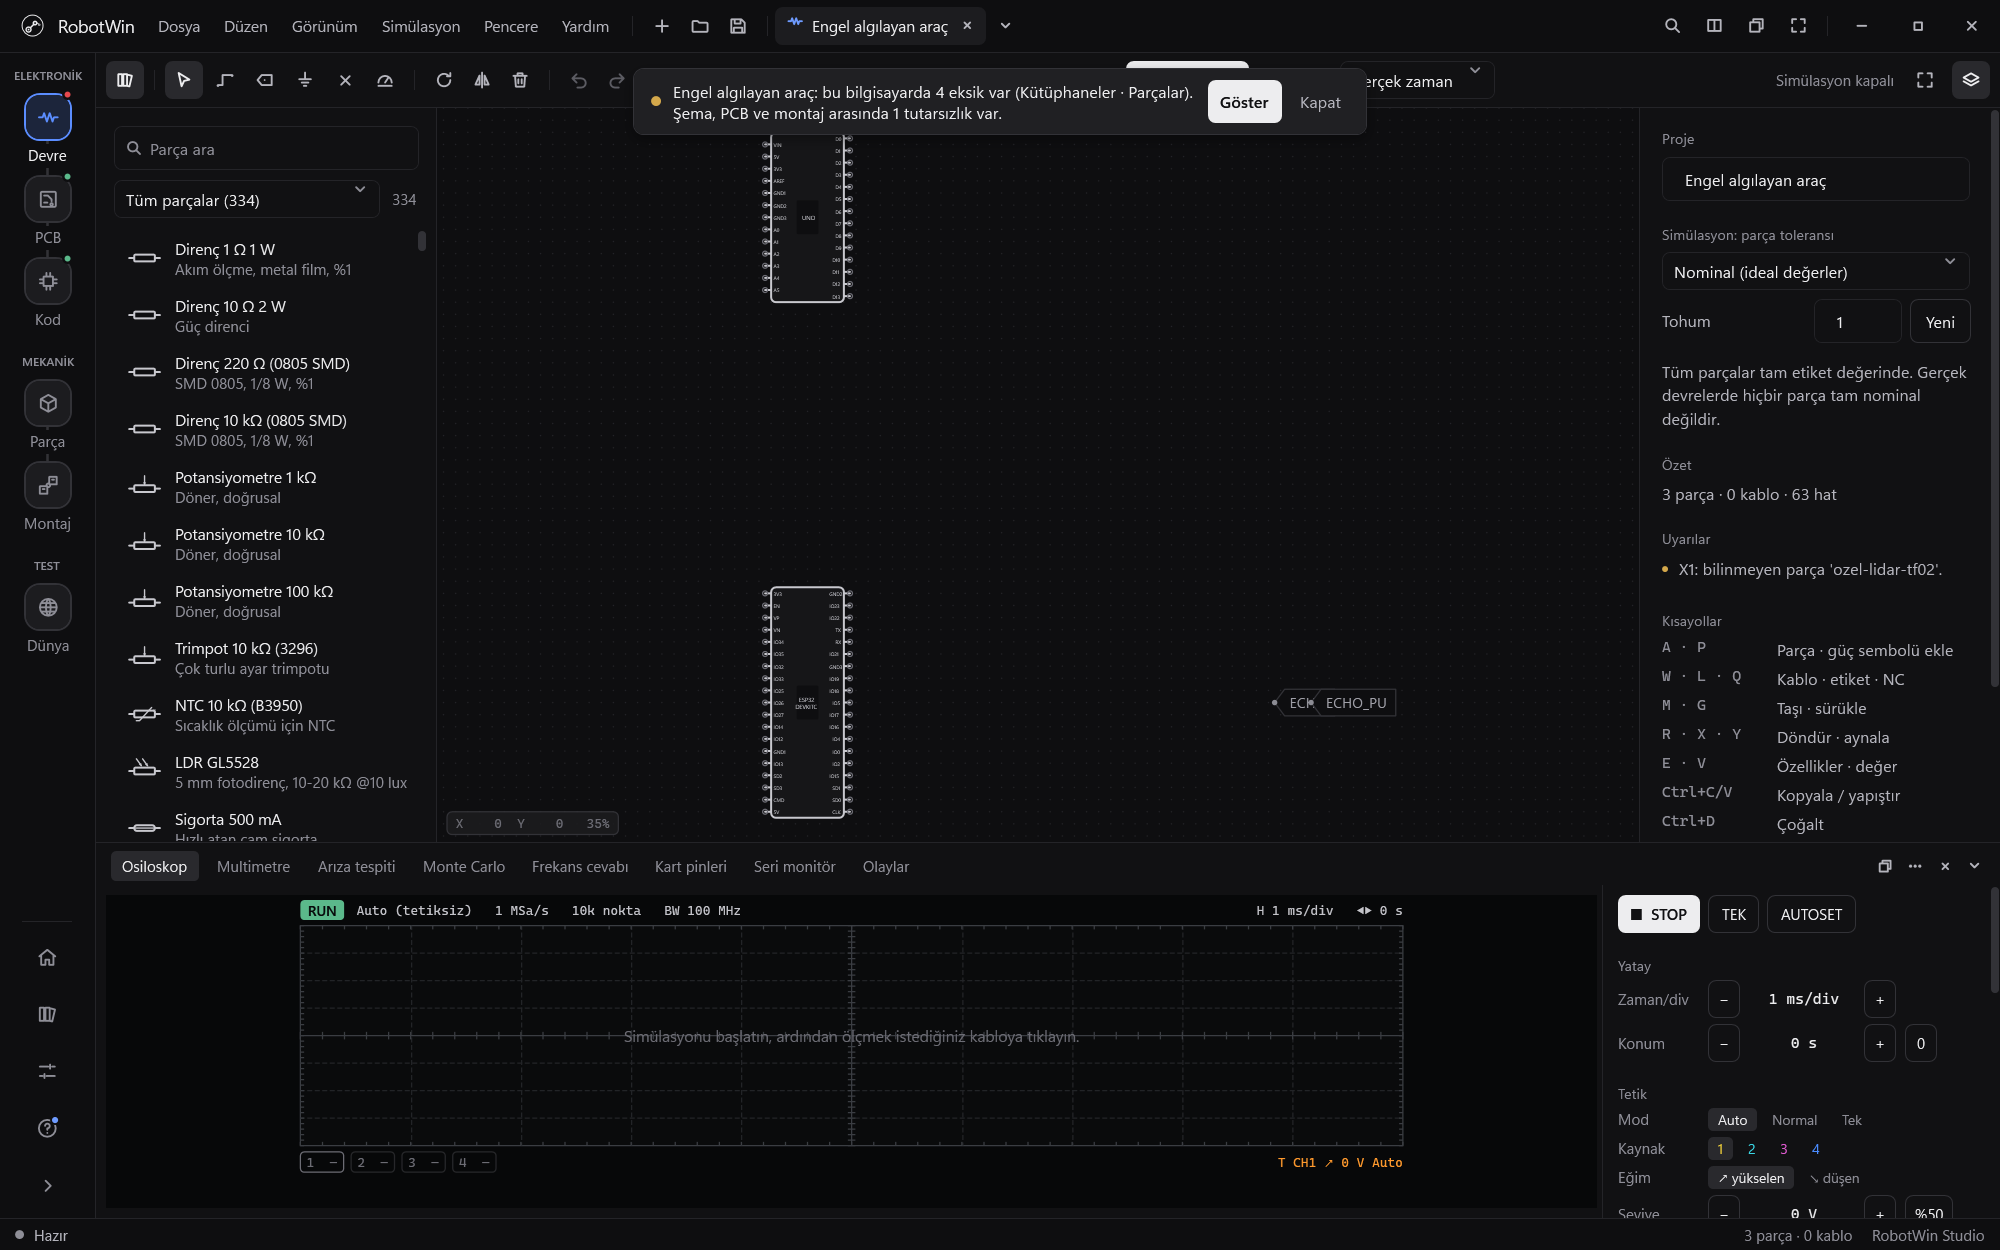 RobotWin Dosya Düzen Görünüm Simülasyon Pencere Yardım
Engel algılayan araç
ELEKTRONİK
Devre
PCB
Kod
MEKANİK
Parça
Montaj
TEST
Dünya
Engel algılayan araç: bu bilgisayarda 4 eksik var (Kütüphaneler · Parçalar).
Şema, PCB ve montaj arasında 1 tutarsızlık var.
Göster Kapat
erçek zaman
Simülasyon kapalı
Parça ara
Tüm parçalar (334) 334
Direnç 1 Ω 1 W
Akım ölçme, metal film, %1
Direnç 10 Ω 2 W
Güç direnci
Direnç 220 Ω (0805 SMD)
SMD 0805, 1/8 W, %1
Direnç 10 kΩ (0805 SMD)
SMD 0805, 1/8 W, %1
Potansiyometre 1 kΩ
Döner, doğrusal
Potansiyometre 10 kΩ
Döner, doğrusal
Potansiyometre 100 kΩ
Döner, doğrusal
Trimpot 10 kΩ (3296)
Çok turlu ayar trimpotu
NTC 10 kΩ (B3950)
Sıcaklık ölçümü için NTC
LDR GL5528
5 mm fotodirenç, 10-20 kΩ @10 lux
Sigorta 500 mA
Hızlı atan cam sigorta
UNO
ESP32
DEVKITC
ECH
ECHO_PU
X 0 Y 0 35%
Proje
Engel algılayan araç
Simülasyon: parça toleransı
Nominal (ideal değerler)
Tohum 1 Yeni
Tüm parçalar tam etiket değerinde. Gerçek
devrelerde hiçbir parça tam nominal
değildir.
Özet
3 parça · 0 kablo · 63 hat
Uyarılar
X1: bilinmeyen parça 'ozel-lidar-tf02'.
Kısayollar
A · P Parça · güç sembolü ekle
W · L · Q Kablo · etiket · NC
M · G Taşı · sürükle
R · X · Y Döndür · aynala
E · V Özellikler · değer
Ctrl+C/V Kopyala / yapıştır
Ctrl+D Çoğalt
Osiloskop Multimetre Arıza tespiti Monte Carlo Frekans cevabı Kart pinleri Seri monitör Olaylar
RUN Auto (tetiksiz) 1 MSa/s 10k nokta BW 100 MHz H 1 ms/div ◄► 0 s
Simülasyonu başlatın, ardından ölçmek istediğiniz kabloya tıklayın.
1 — 2 — 3 — 4 — T CH1 ↗ 0 V Auto
STOP TEK AUTOSET
Yatay
Zaman/div − 1 ms/div +
Konum − 0 s + 0
Tetik
Mod Auto Normal Tek
Kaynak 1 2 3 4
Eğim ↗ yükselen ↘ düşen
Seviye − 0 V + %50
Hazır 3 parça · 0 kablo RobotWin Studio